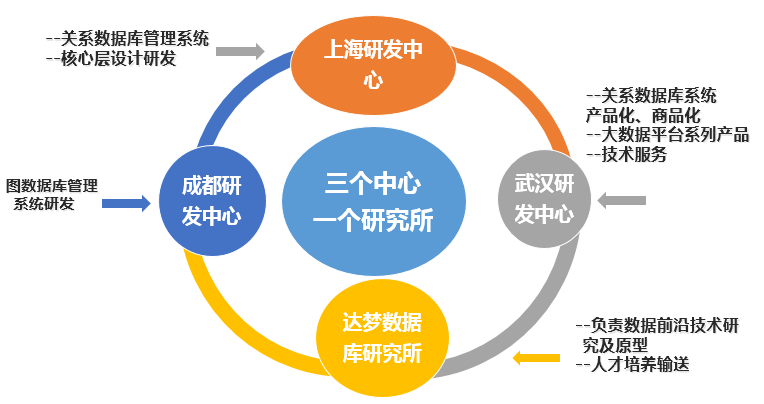 --关系数据库管理系统
--核心层设计研发
上海研发中
心
--关系数据库系统
产品化、商品化
--大数据平台系列产品
--技术服务
图数据库管理
系统研发
成都研
发中心
三个中心
一个研究所
武汉研
发中心
达梦数据
库研究所
--负责数据前沿技术研
究及原型
--人才培养输送